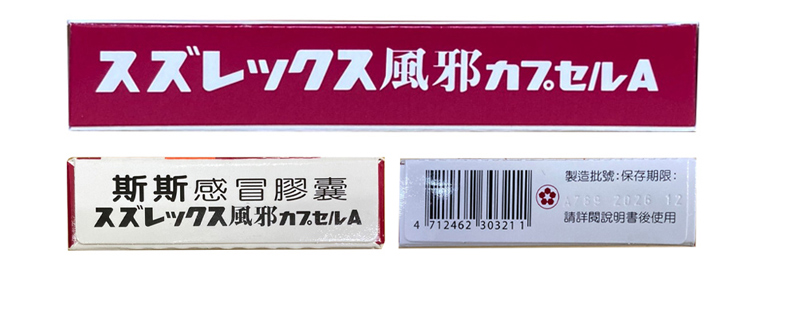 スズレックス風邪カプセルA
斯斯感冒膠囊
スズレックス風邪カプセルA
製造批號:保存期限:
2026 12
請詳閱說明書後使用
4 712462 303211